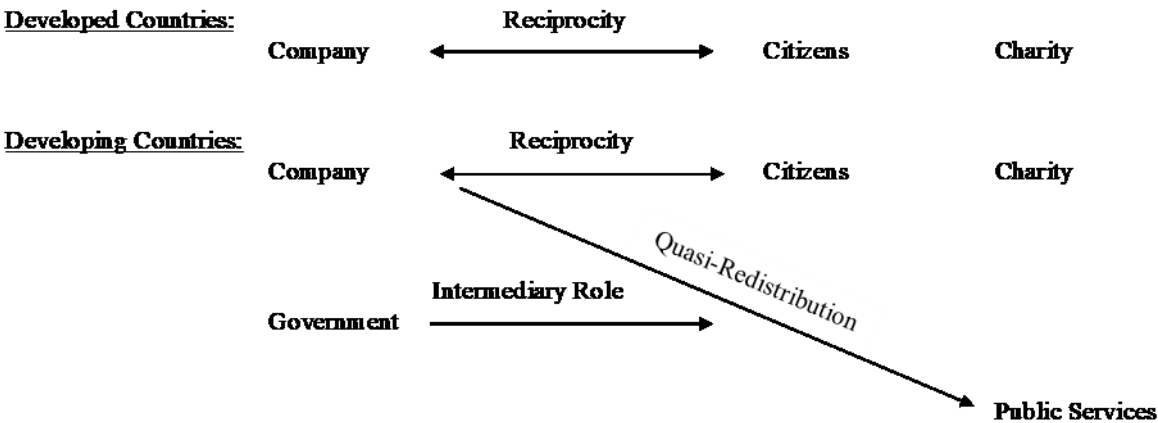 Developed Countries:
Reciprocity
Company
Citizens
Charity
Developing Countries:
Reciprocity
Company
Citizens
Charity
Quasi-Redistribution
Intermediary Role
Government
Public Services